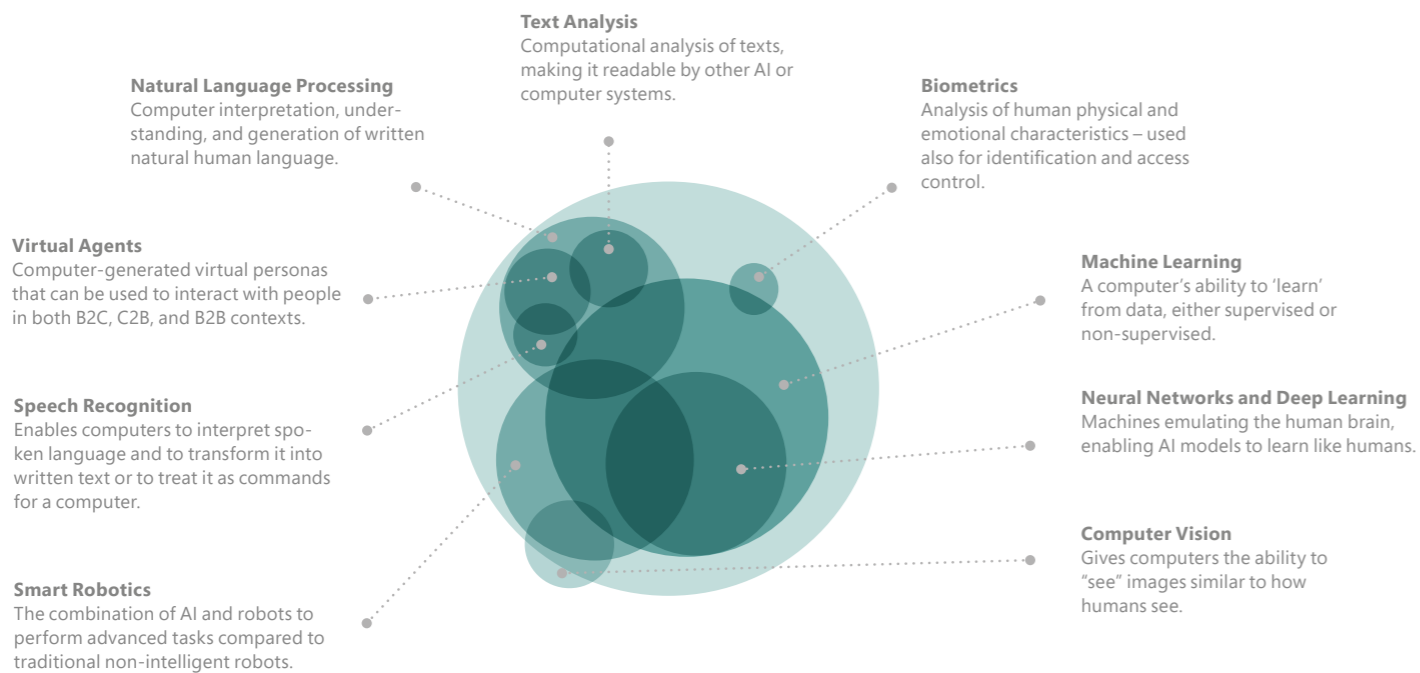 Text Analysis
Computational analysis of texts,
making it readable by other AI or
computer systems.
Natural Language Processing
Computer interpretation, under-
standing, and generation of written
natural human language.
Biometrics
Analysis of human physical and
emotional characteristics – used
also for identification and access
control.
Virtual Agents
Computer-generated virtual personas
that can be used to interact with people
in both B2C, C2B, and B2B contexts.
Machine Learning
A computer’s ability to ‘learn’
from data, either supervised or
non-supervised.
Speech Recognition
Enables computers to interpret spo-
ken language and to transform it into
written text or to treat it as commands
for a computer.
Neural Networks and Deep Learning
Machines emulating the human brain,
enabling AI models to learn like humans.
Smart Robotics
The combination of AI and robots to
perform advanced tasks compared to
traditional non-intelligent robots.
Computer Vision
Gives computers the ability to
“see” images similar to how
humans see.